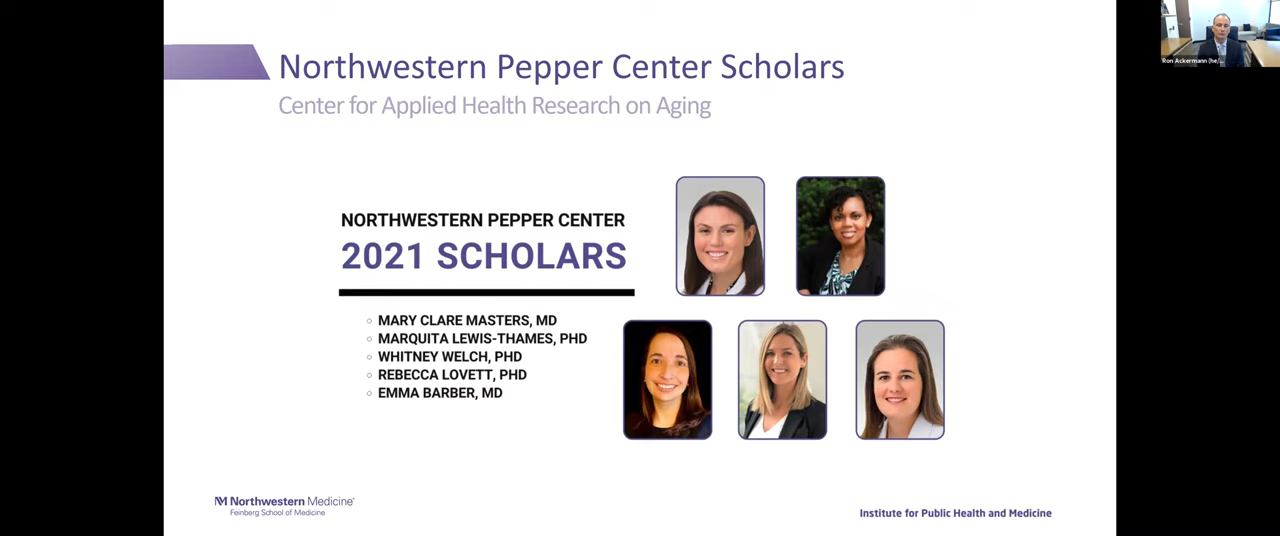 Northwestern Pepper Center Scholars
Center for Applied Health Research on Aging
NORTHWESTERN PEPPER CENTER
2021 SCHOLARS
MARY CLARE MASTERS, MD
MARQUITA LEWIS-THAMES, PHD
WHITNEY WELCH, PHD
REBECCA LOVETT, PHD
EMMA BARBER, MD
NM Northwestern Medicine®
Feinberg School of Medicine
Institute for Public Health and Medicine
Ron Ackermann (he/...